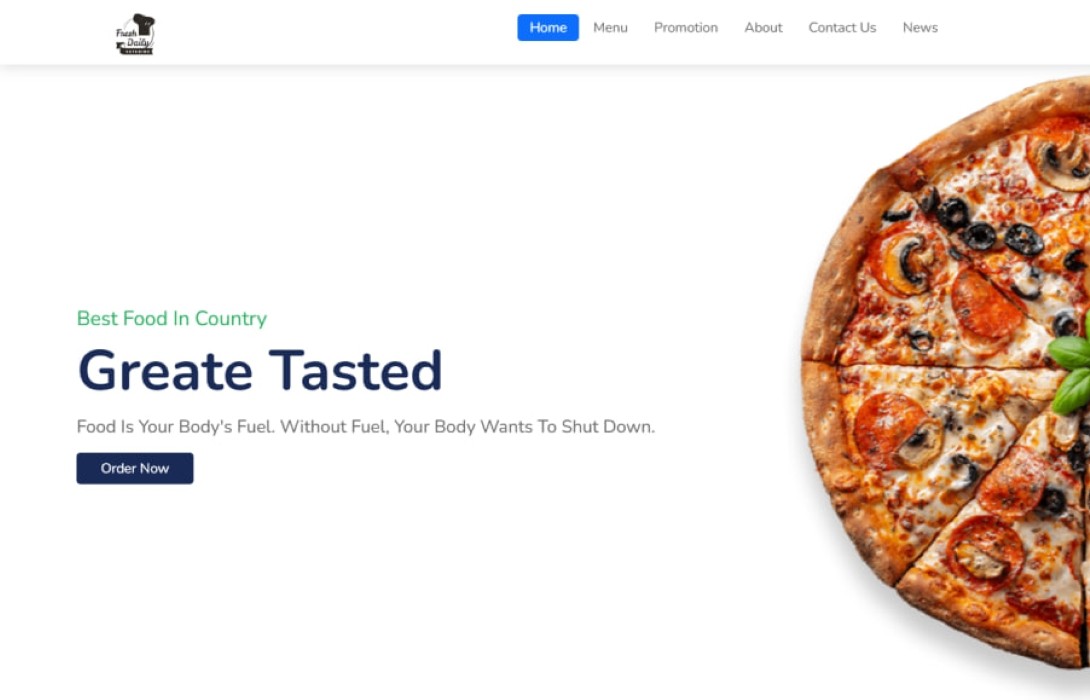 Fresh
Daily
CATERING
Home Menu Promotion About Contact Us News
Best Food In Country
Greate Tasted
Food Is Your Body's Fuel. Without Fuel, Your Body Wants To Shut Down.
Order Now